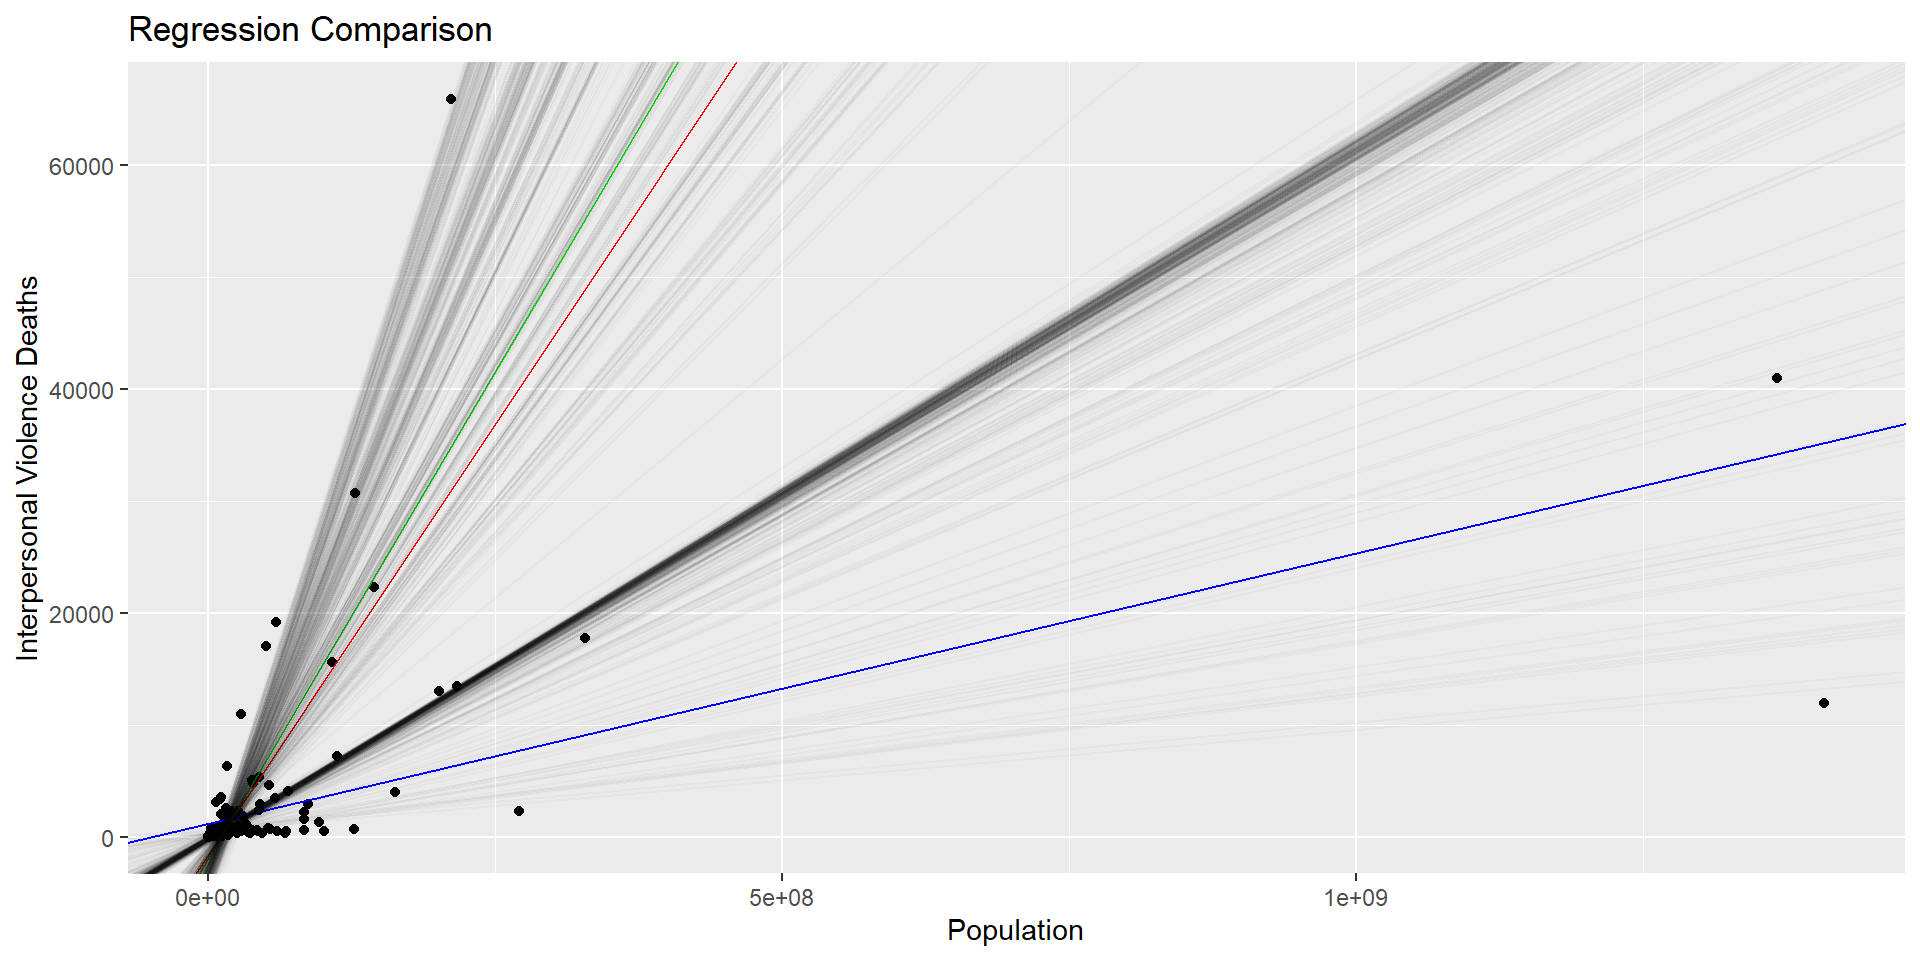 Regression Comparison
Interpersonal Violence Deaths
60000
40000
20000
0
0e+00
5e+08
1e+09
Population